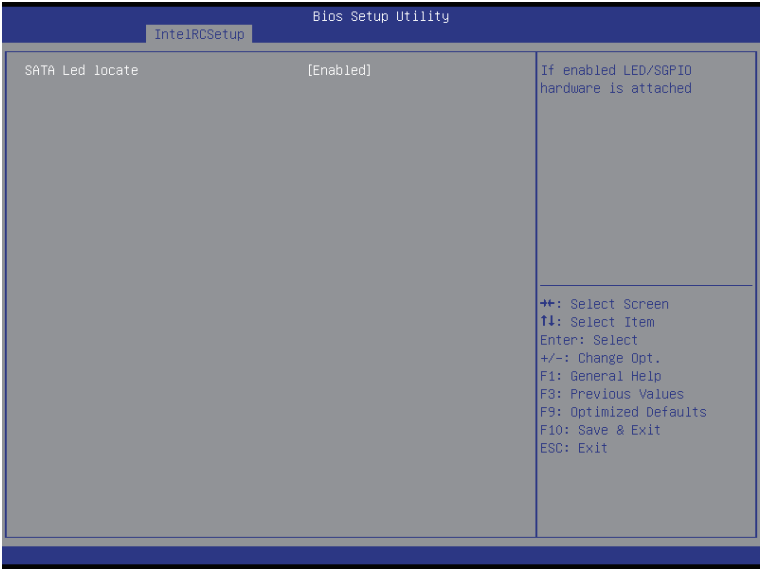 Bios Setup Utility
IntelRCSetup
SATA Led locate [Enabled]
If enabled LED/SGPIO
hardware is attached
→←: Select Screen
↑↓: Select Item
Enter: Select
+/-: Change Opt.
F1: General Help
F3: Previous Values
F9: Optimized Defaults
F10: Save & Exit
ESC: Exit